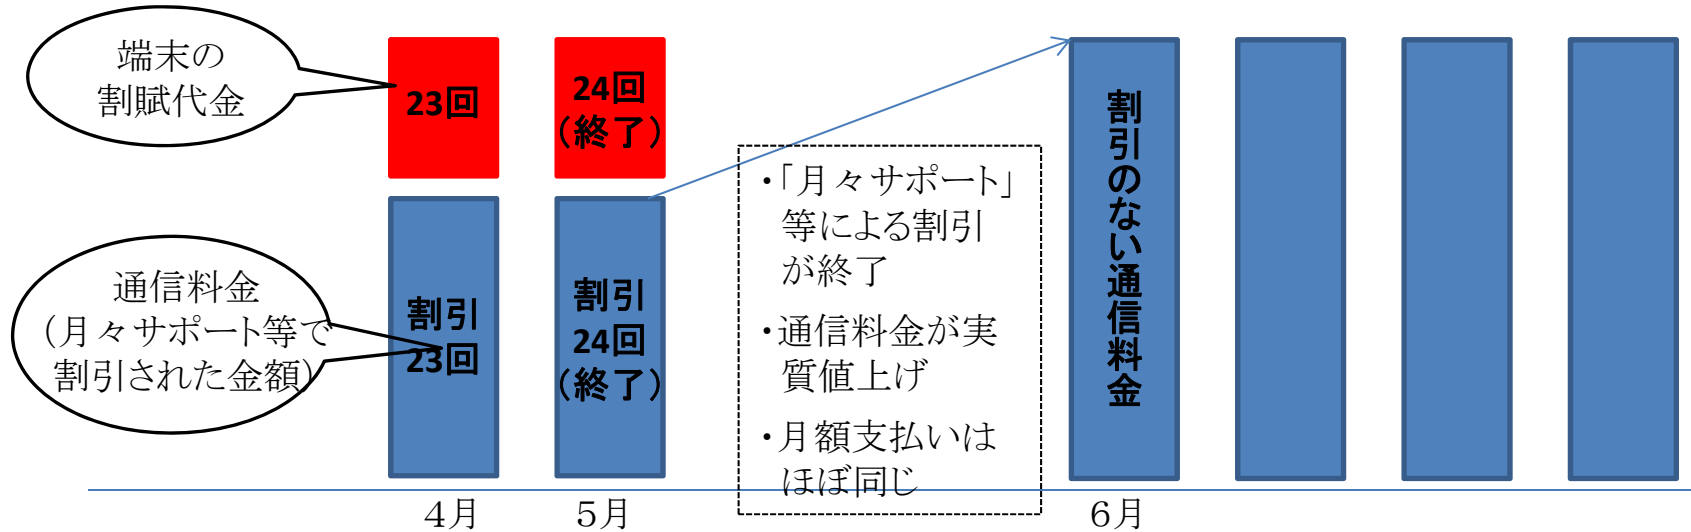 端末の
割賦代金
23回
24回
(終了)
通信料金
(月々サポート等で
割引された金額)
割引
23回
割引
24回
(終了)
・「月々サポート」
等による割引
が終了
・通信料金が実
質値上げ
・月額支払いは
ほぼ同じ
割引のない通信料金
4月
5月
6月